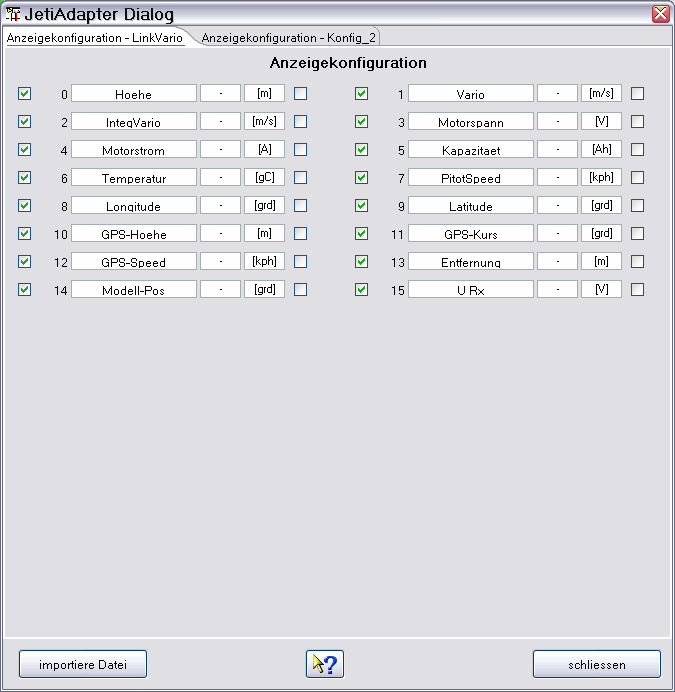 JetiAdapter Dialog
Anzeigekonfiguration - LinkVario Anzeigekonfiguration - Konfig_2
Anzeigekonfiguration
0 Hoehe - [m] 1 Vario - [m/s]
2 InteqVario - [m/s] 3 Motorspann - [V]
4 Motorstrom - [A] 5 Kapazitaet - [Ah]
6 Temperatur - [gC] 7 PitotSpeed - [kph]
8 Longitude - [grd] 9 Latitude - [grd]
10 GPS-Hoehe - [m] 11 GPS-Kurs - [grd]
12 GPS-Speed - [kph] 13 Entfernung - [m]
14 Modell-Pos - [grd] 15 U Rx - [V]
importiere Datei ? schliessen